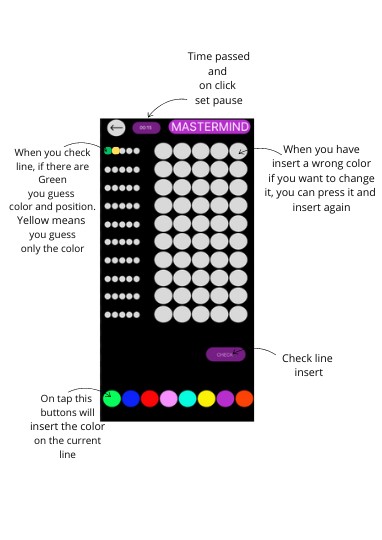 Time passed
and
on click
set pause
MASTERMIND
When you check
line, if there are
Green
you guess
color and position.
Yellow means
you guess
only the color
When you have
insert a wrong color
if you want to change
it, you can press it and
insert again
CHECK
Check line
insert
On tap this
buttons will
insert the color
on the current
line